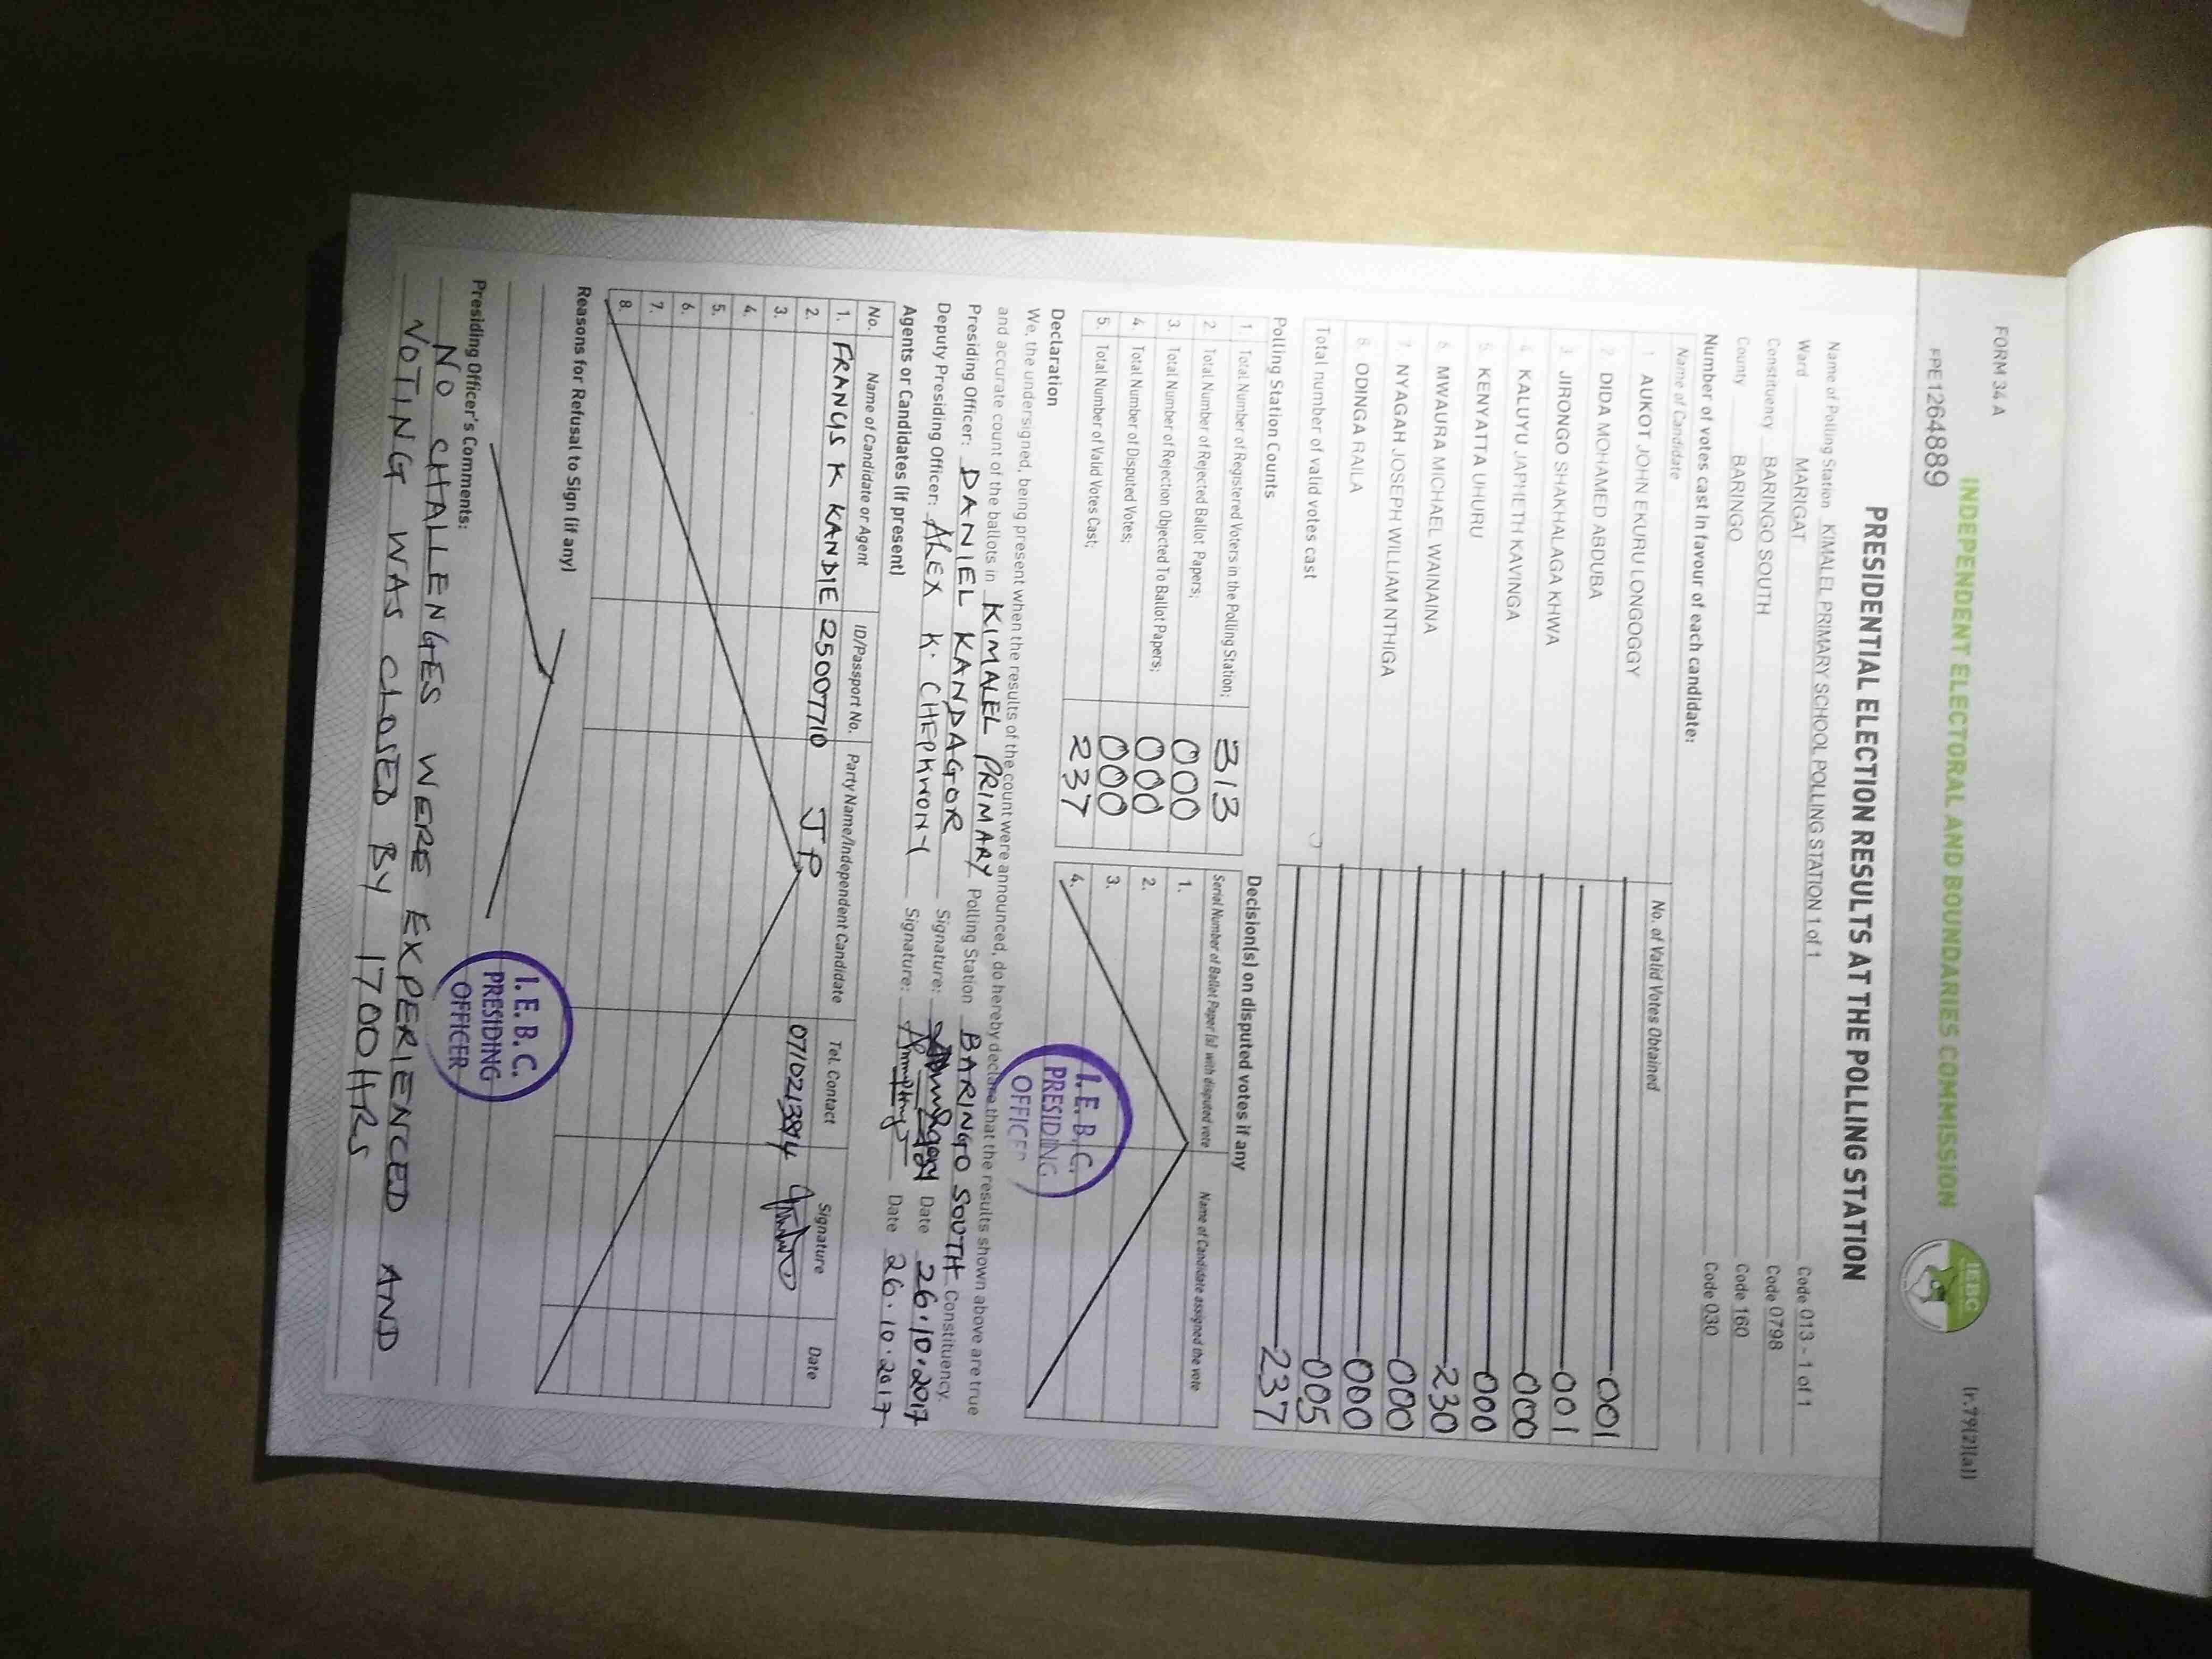 FORM 34 A
INDEPENDENT ELECTORAL AND BOUNDARIES COMMISSION
IEBC
(r.79(2)(a))
PPE1264889
PRESIDENTIAL ELECTION RESULTS AT THE POLLING STATION
Name of Polling Station KIMALEL PRIMARY SCHOOL POLLING STATION 1 of 1 Code 013 - 1 of 1
Ward MARIGAT Code 0798
Constituency BARINGO SOUTH Code 160
County BARINGO Code 030
Number of votes cast in favour of each candidate:
Name of Candidate No. of Valid Votes Obtained
1 AUKOT JOHN EKURU LONGOGGY 001
2 DIDA MOHAMED ABDUBA 001
3 JIRONGO SHAKHALAGA KHWA 000
4 KALUYU JAPHETH KAVINGA 000
5 KENYATTA UHURU 230
6 MWAURA MICHAEL WAINAINA 000
7 NYAGAH JOSEPH WILLIAM NTHIGA 000
8. ODINGA RAILA 005
Total number of valid votes cast 237
Polling Station Counts
1 Total Number of Registered Voters in the Polling Station; 313
2 Total Number of Rejected Ballot Papers; 000
3. Total Number of Rejection Objected To Ballot Papers; 000
4. Total Number of Disputed Votes; 000
5. Total Number of Valid Votes Cast; 237
Decision(s) on disputed votes if any
Serial Number of Ballot Paper (s) with disputed vote Name of Candidate assigned the vote
1.
2.
3.
4.
I.E.B.C.
PRESIDING
OFFICER
Declaration
We, the undersigned, being present when the results of the count were announced, do hereby declare that the results shown above are true
and accurate count of the ballots in KIMALEL PRIMARY Polling Station BARINGO SOUTH Constituency.
Presiding Officer: DANIEL KANDAGOR Signature: Date 26.10.2017
Deputy Presiding Officer: ALEX K. CHEPKWONY Signature: Date 26.10.2017
Agents or Candidates (if present)
No. Name of Candidate or Agent ID/Passport No. Party Name/Independent Candidate Tel. Contact Signature Date
1. FRANCIS K KANDIE 25007710 JP 0710213814
2.
3.
4.
5.
6.
7.
8.
Reasons for Refusal to Sign (if any)
I.E.B.C.
PRESIDING
OFFICER
Presiding Officer's Comments:
NO CHALLENGES WERE EXPERIENCED AND
VOTING WAS CLOSED BY 1700HRS